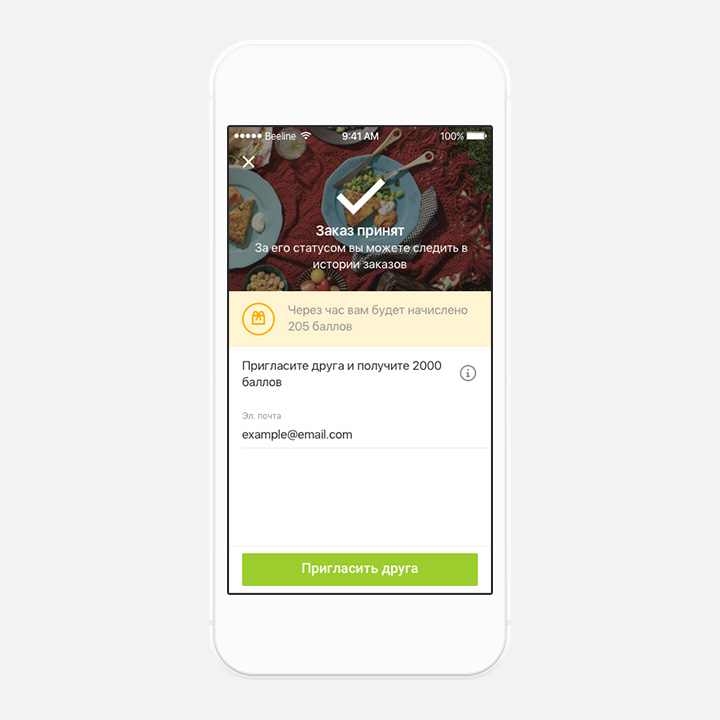 Beeline 9:41 AM 100%
Заказ принят
За его статусом вы можете следить в
истории заказов
Через час вам будет начислено
205 баллов
Пригласите друга и получите 2000
баллов
Эл. почта
example@email.com
Пригласить друга